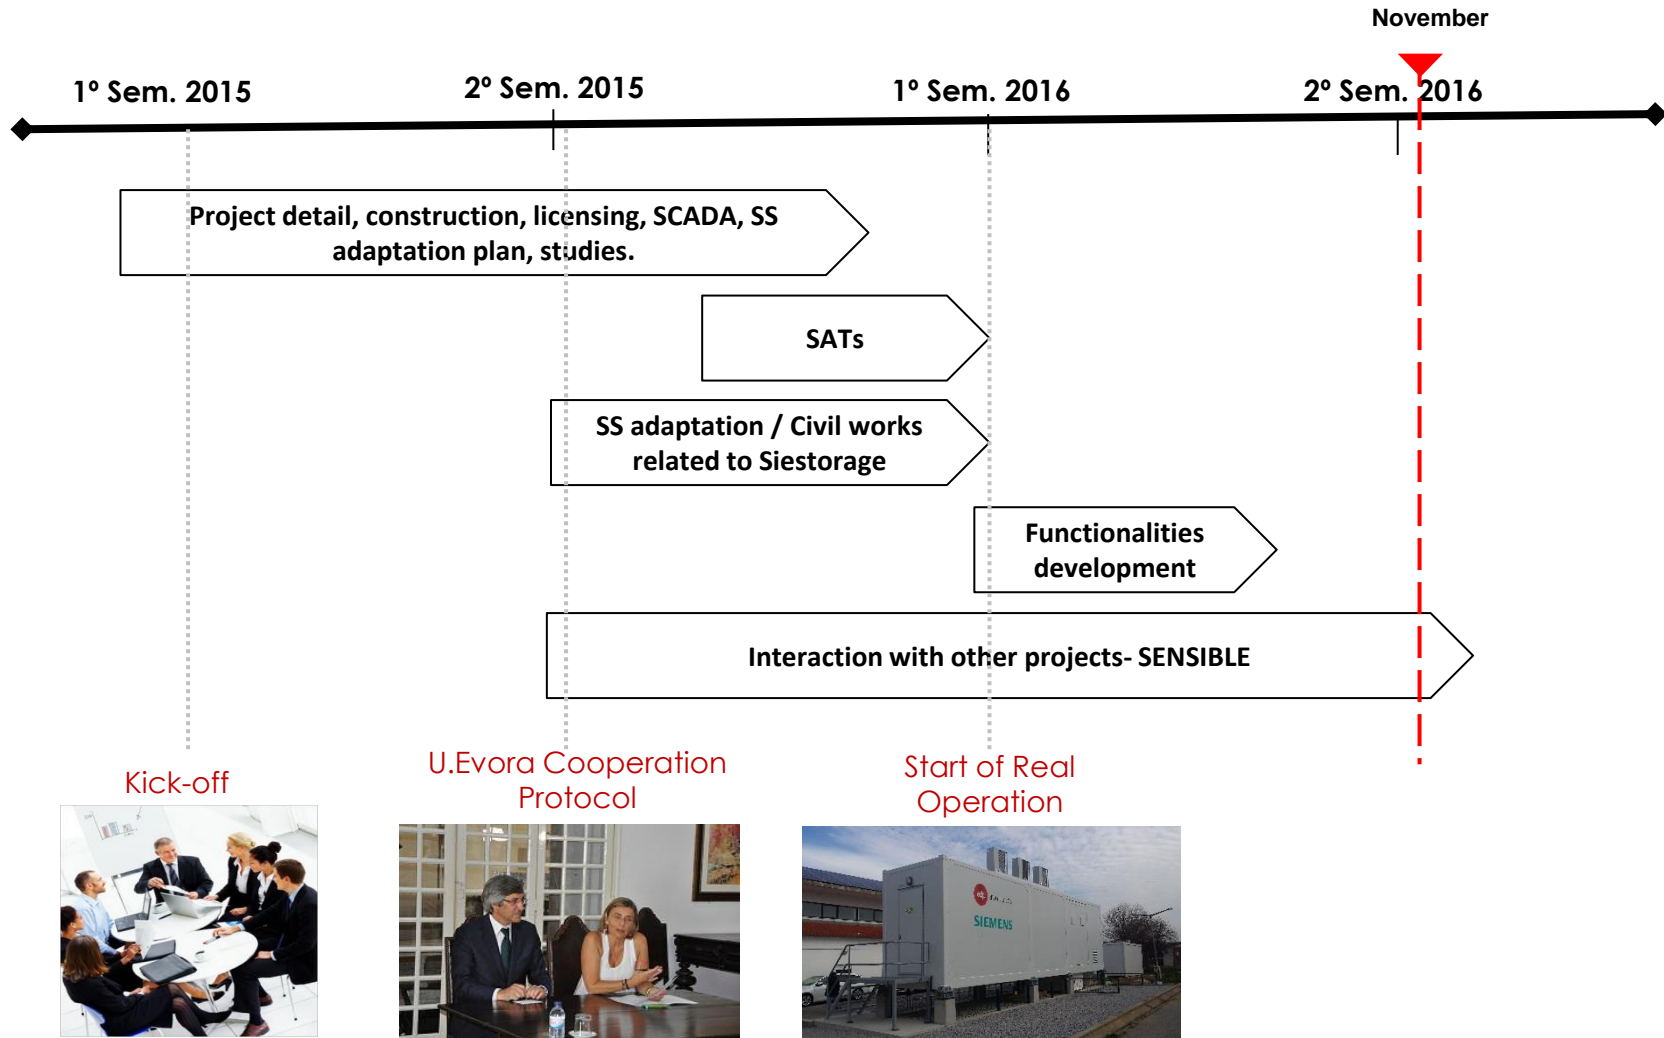 November
1º Sem. 2015
2º Sem. 2015
1º Sem. 2016
2º Sem. 2016
Project detail, construction, licensing, SCADA, SS
adaptation plan, studies.
SATs
SS adaptation / Civil works
related to Siestorage
Functionalities
development
Interaction with other projects- SENSIBLE
Kick-off
U.Evora Cooperation
Protocol
Start of Real
Operation
edp
SIEMENS